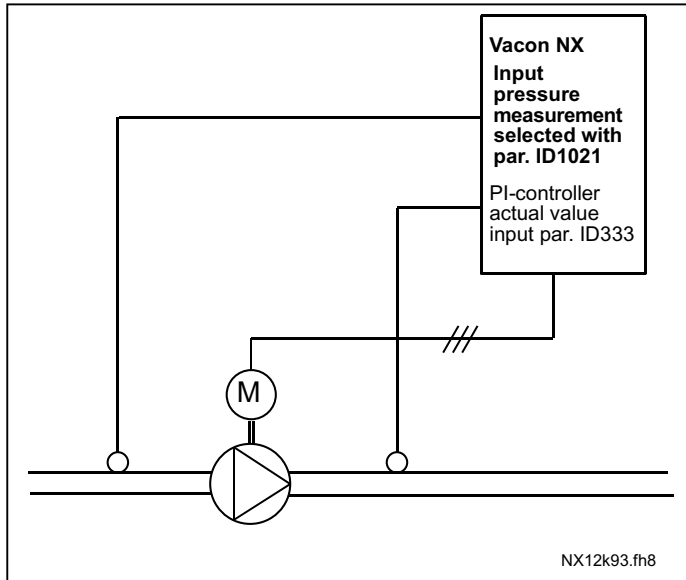 Vacon NX
Input
pressure
measurement
selected with
par. ID1021
PI-controller
actual value
input par. ID333
M
NX12k93.fh8